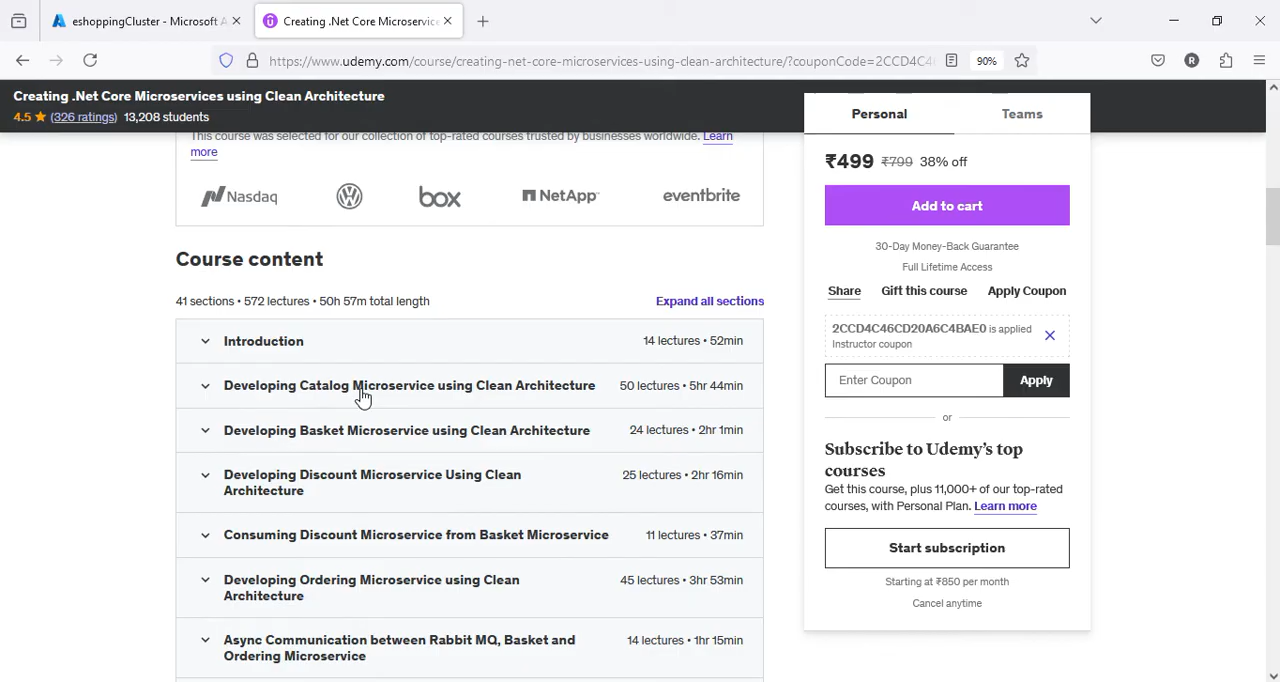 eshoppingCluster - Microsoft A
Creating .Net Core Microservice
https://www.udemy.com/course/creating-net-core-microservices-using-clean-architecture/?couponCode=2CCD4C4
90%
R
Creating .Net Core Microservices using Clean Architecture
4.5 ★ (326 ratings) 13,208 students
This course was selected for our collection of top-rated courses trusted by businesses worldwide. Learn
more
Nasdaq
box
NetApp
eventbrite
Course content
41 sections • 572 lectures • 50h 57m total length
Expand all sections
Introduction
14 lectures • 52min
Developing Catalog Microservice using Clean Architecture
50 lectures • 5hr 44min
Developing Basket Microservice using Clean Architecture
24 lectures • 2hr 1min
Developing Discount Microservice Using Clean
Architecture
25 lectures • 2hr 16min
Consuming Discount Microservice from Basket Microservice
11 lectures • 37min
Developing Ordering Microservice using Clean
Architecture
45 lectures • 3hr 53min
Async Communication between Rabbit MQ, Basket and
Ordering Microservice
14 lectures • 1hr 15min
Personal
Teams
₹499 ₹799 38% off
Add to cart
30-Day Money-Back Guarantee
Full Lifetime Access
Share
Gift this course
Apply Coupon
2CCD4C46CD20A6C4BAE0 is applied
Instructor coupon
Enter Coupon
Apply
or
Subscribe to Udemy's top
courses
Get this course, plus 11,000+ of our top-rated
courses, with Personal Plan. Learn more
Start subscription
Starting at ₹850 per month
Cancel anytime